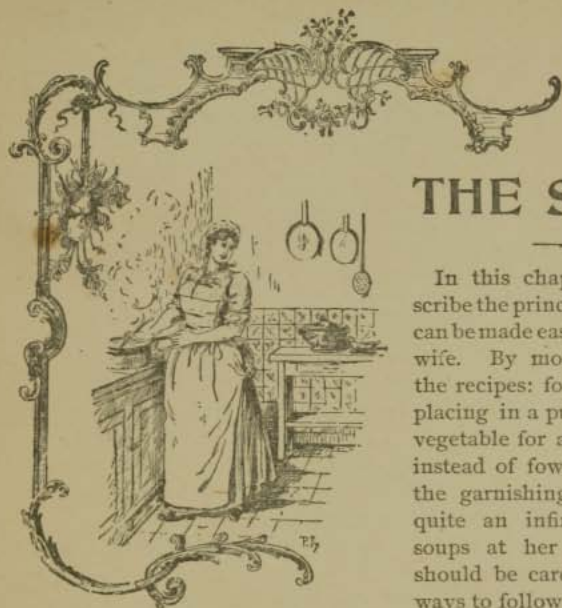 THE S
In this chap
scribe the princ
can be made eas
wife. By mo
the recipes: fo
placing in a pu
vegetable for a
instead of fow
the garnishing
quite an infi
soups at her
should be care
ways to follow